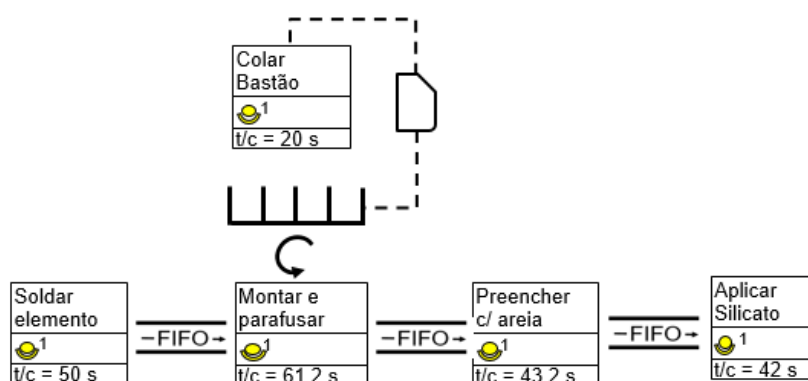 Colar
Bastão
1
t/c = 20 s
Soldar
elemento
1
t/c = 50 s
FIFO
Montar e
parafusar
1
t/c = 61,2 s
FIFO
Preencher
c/ areia
1
t/c = 43,2 s
FIFO
Aplicar
Silicato
1
t/c = 42 s